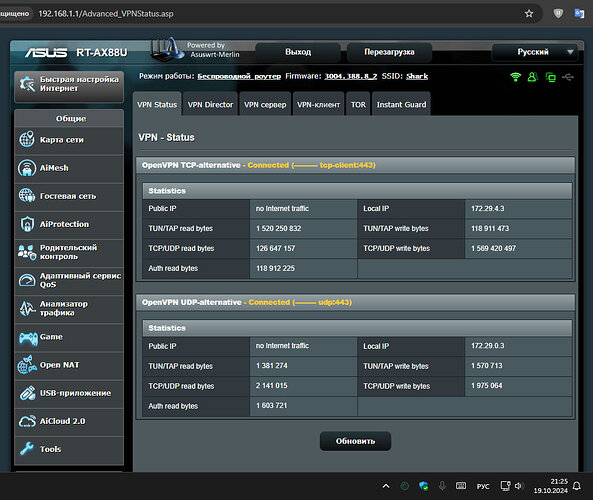 ащищено 192.168.1.1/Advanced_VPNStatus.asp
ASUS RT-AX88U Powered by Asuswrt-Merlin Выход Перезагрузка Русский
Быстрая настройка Интернет
Режим работы: Беспроводной роутер Firmware: 3004.388.8_2 SSID: Shark
VPN Status VPN Director VPN сервер VPN-клиент TOR Instant Guard
Общие
Карта сети
AiMesh
Гостевая сеть
AiProtection
Родительский контроль
Адаптивный сервис QoS
Анализатор трафика
Game
Open NAT
USB-приложение
AiCloud 2.0
Tools
VPN - Status
OpenVPN TCP-alternative - Connected (——— tcp-client:443)
Statistics
Public IP no Internet traffic Local IP 172.29.4.3
TUN/TAP read bytes 1 520 250 832 TUN/TAP write bytes 118 911 473
TCP/UDP read bytes 126 647 157 TCP/UDP write bytes 1 569 420 497
Auth read bytes 118 912 225
OpenVPN UDP-alternative - Connected (——— udp:443)
Statistics
Public IP no Internet traffic Local IP 172.29.0.3
TUN/TAP read bytes 1 381 274 TUN/TAP write bytes 1 570 713
TCP/UDP read bytes 2 141 015 TCP/UDP write bytes 1 975 064
Auth read bytes 1 603 721
Обновить
РУС 21:25
19.10.2024